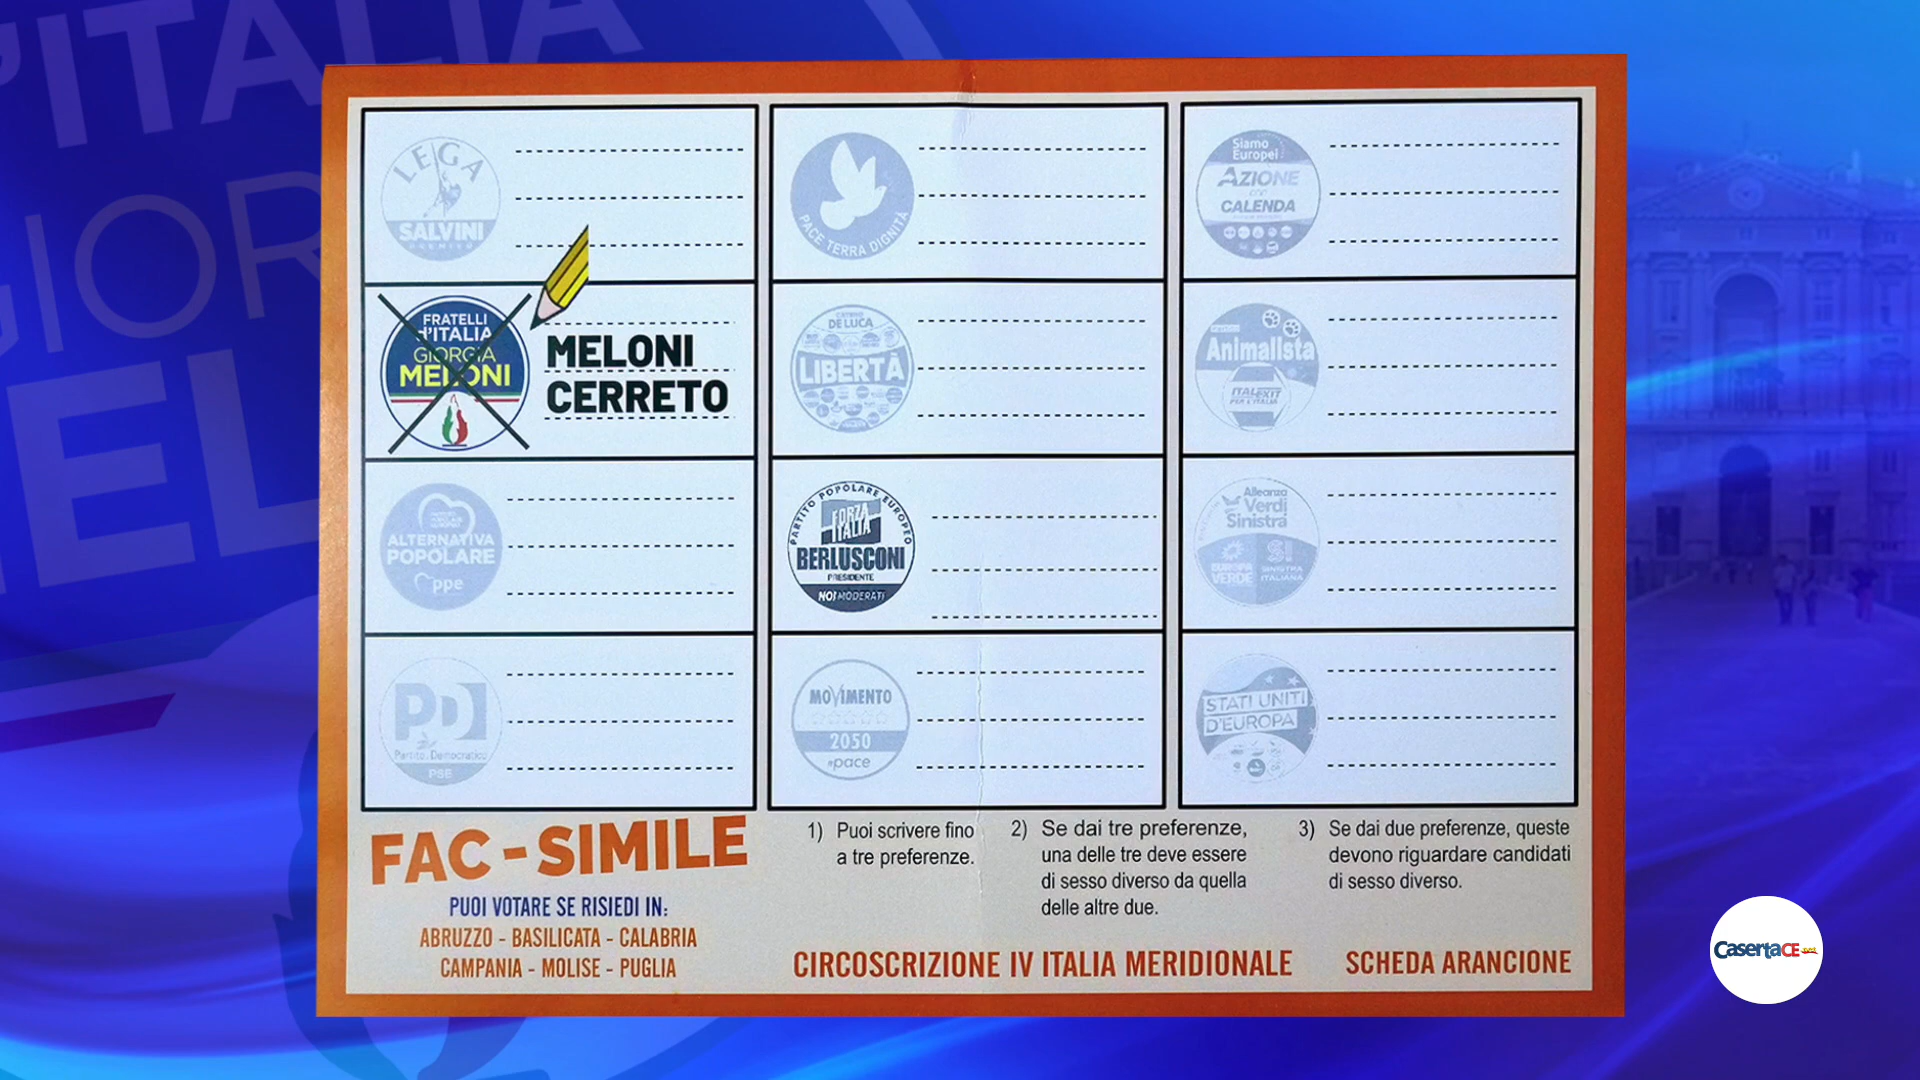 LEGA
SALVINI
PREMIER
FRATELLI
d'ITALIA
GIORGIA
MELONI
MELONI
CERRETO
ALTERNATIVA
POPOLARE
ppe
PD
Partito Democratico
PSE
PACE TERRA DIGNITÀ
CATENO
DE LUCA
LIBERTÀ
PARTITO POPOLARE EUROPEO
FORZA
ITALIA
BERLUSCONI
PRESIDENTE
NOI MODERATI
MOVIMENTO
2050
#pace
Siamo
Europei
AZIONE
con
CALENDA
Animalista
ITALEXIT
PER L'ITALIA
Alleanza
Verdi
Sinistra
EUROPA
VERDE
SI
SINISTRA
ITALIANA
STATI UNITI
D'EUROPA
FAC-SIMILE
PUOI VOTARE SE RISIEDI IN:
ABRUZZO - BASILICATA - CALABRIA
CAMPANIA - MOLISE - PUGLIA
1) Puoi scrivere fino
a tre preferenze.
2) Se dai tre preferenze,
una delle tre deve essere
di sesso diverso da quella
delle altre due.
3) Se dai due preferenze, queste
devono riguardare candidati
di sesso diverso.
CIRCOSCRIZIONE IV ITALIA MERIDIONALE
SCHEDA ARANCIONE
CasertaCE